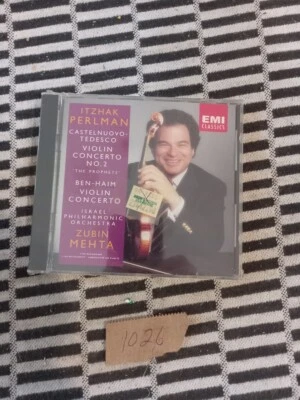 ITZHAK
PERLMAN
CASTELNUOVO-
TEDESCO
VIOLIN
CONCERTO
NO.2
"THE PROPHETS"
BEN-HAIM
VIOLIN
CONCERTO
ISRAEL
PHILHARMONIC
ORCHESTRA
ZUBIN
MEHTA
EMI
CLASSICS
1026